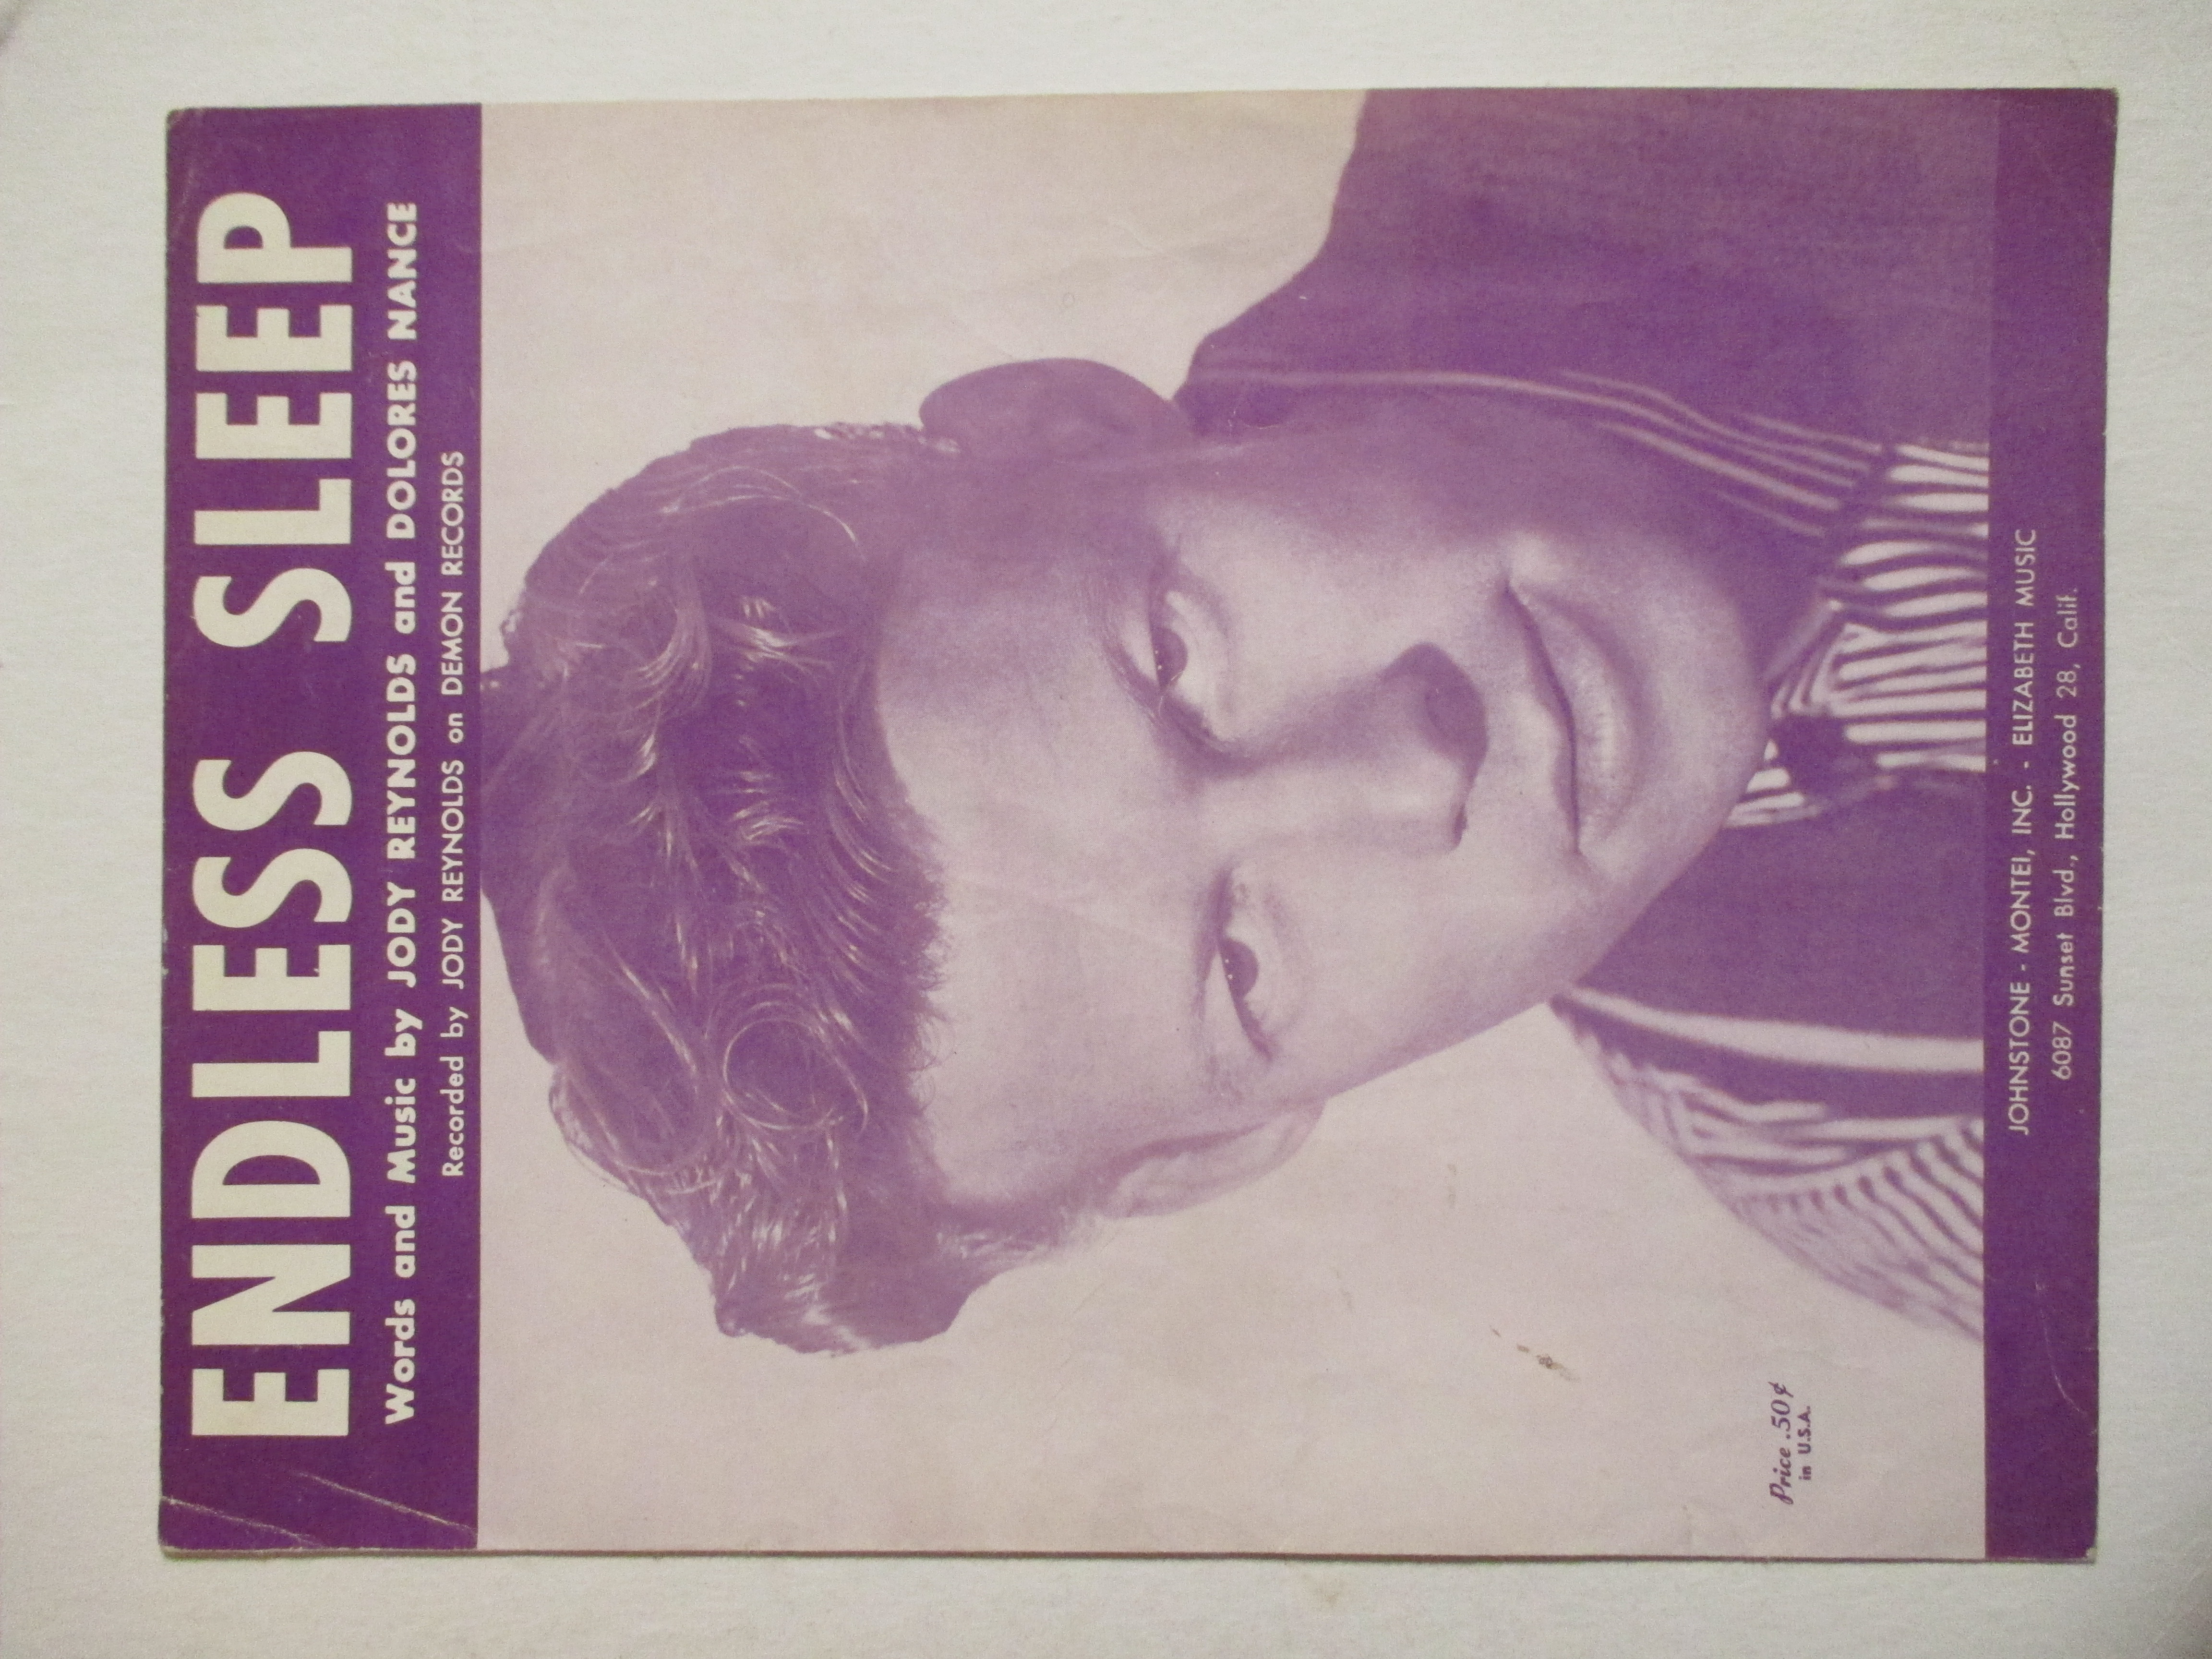 ENDLESS SLEEP
Words and Music by JODY REYNOLDS and DOLORES NANCE
Recorded by JODY REYNOLDS on DEMON RECORDS
Price .50¢
in U.S.A.
JOHNSTONE - MONTEI, INC. - ELIZABETH MUSIC
6087 Sunset Blvd., Hollywood 28, Calif.